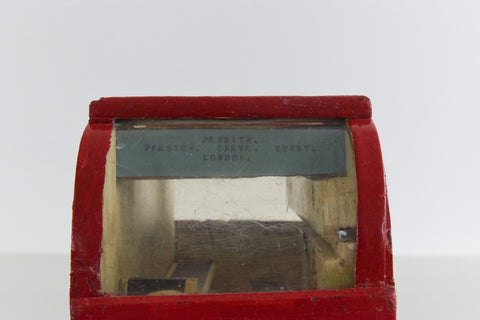 PENRITH.
PRESTON. CREWE. RUGBY.
LONDON.